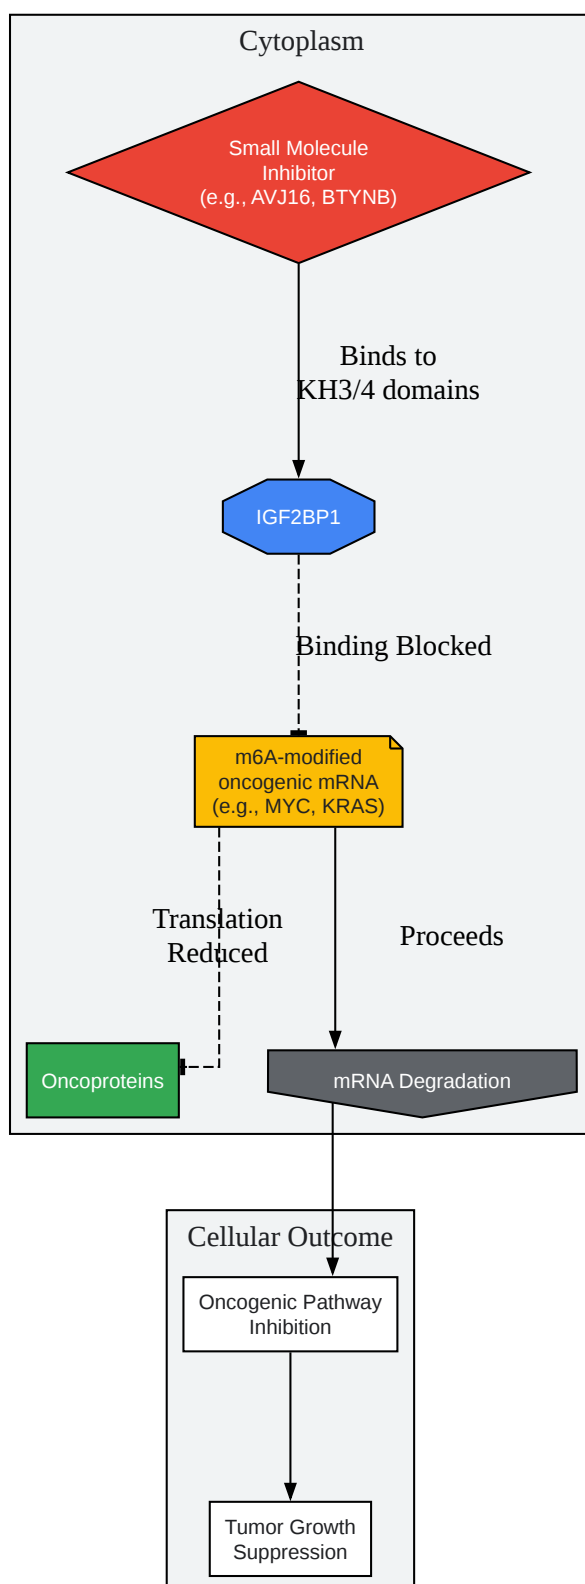 Cytoplasm
Small Molecule
Inhibitor
(e.g., AVJ16, BTYNB)
Binds to
KH3/4 domains
IGF2BP1
Binding Blocked
m6A-modified
oncogenic mRNA
(e.g., MYC, KRAS)
Translation
Reduced
Proceeds
Oncoproteins
mRNA Degradation
Cellular Outcome
Oncogenic Pathway
Inhibition
Tumor Growth
Suppression